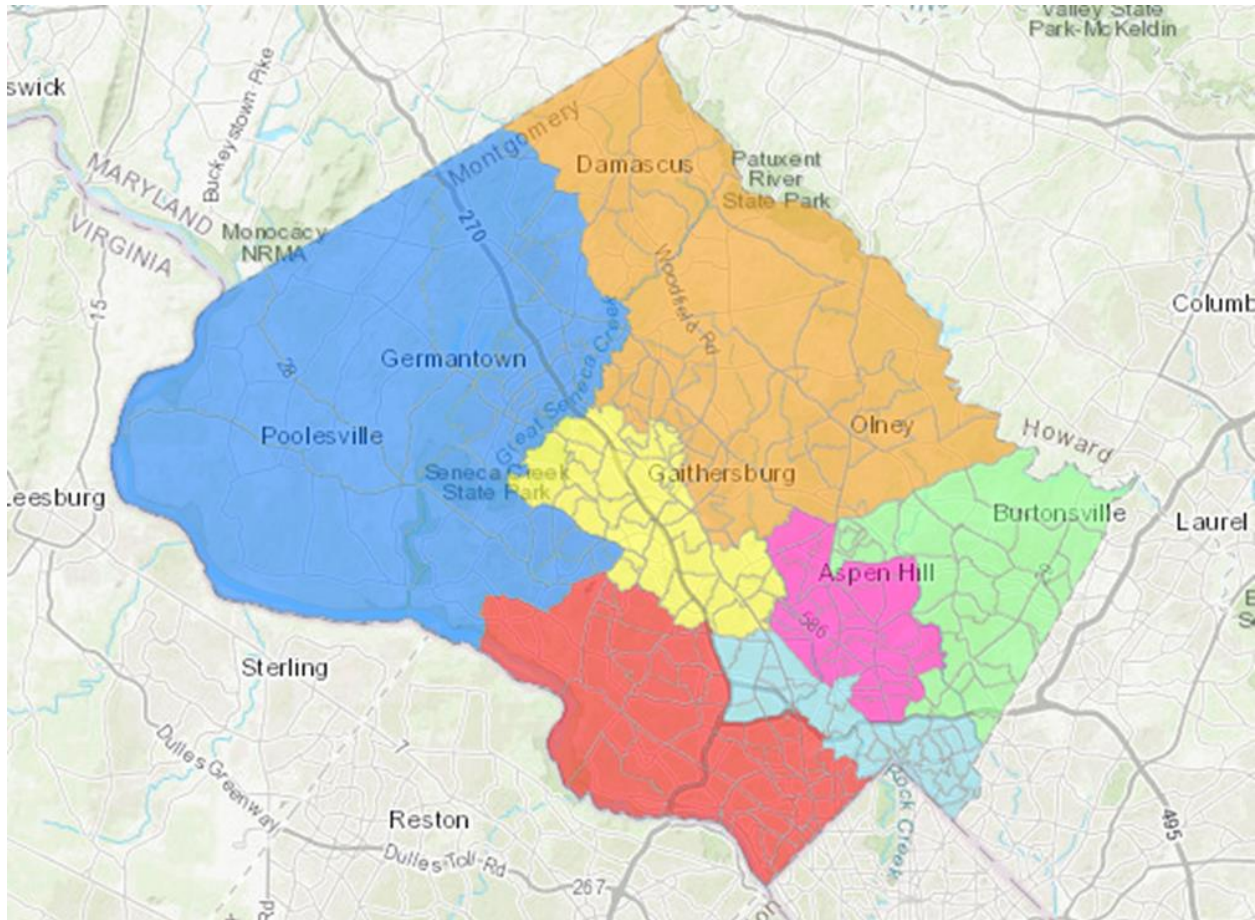 Valley State
Park-McKeldin
swick
Buckeystown Pike
MARYLAND
VIRGINIA
Monocacy
NRMA
Montgomery
270
Damascus
Patuxent
River
State Park
Woodfield Rd
15
28
Germantown
Great Seneca Creek
Columb
Poolesville
Seneca Creek
State Park
Olney
Howard
Gaithersburg
Leesburg
Burtonsville
Laurel
Aspen Hill
586
Sterling
7
Dulles Greenway
Reston
Dulles Toll Rd
267
Rock Creek
495
Rd